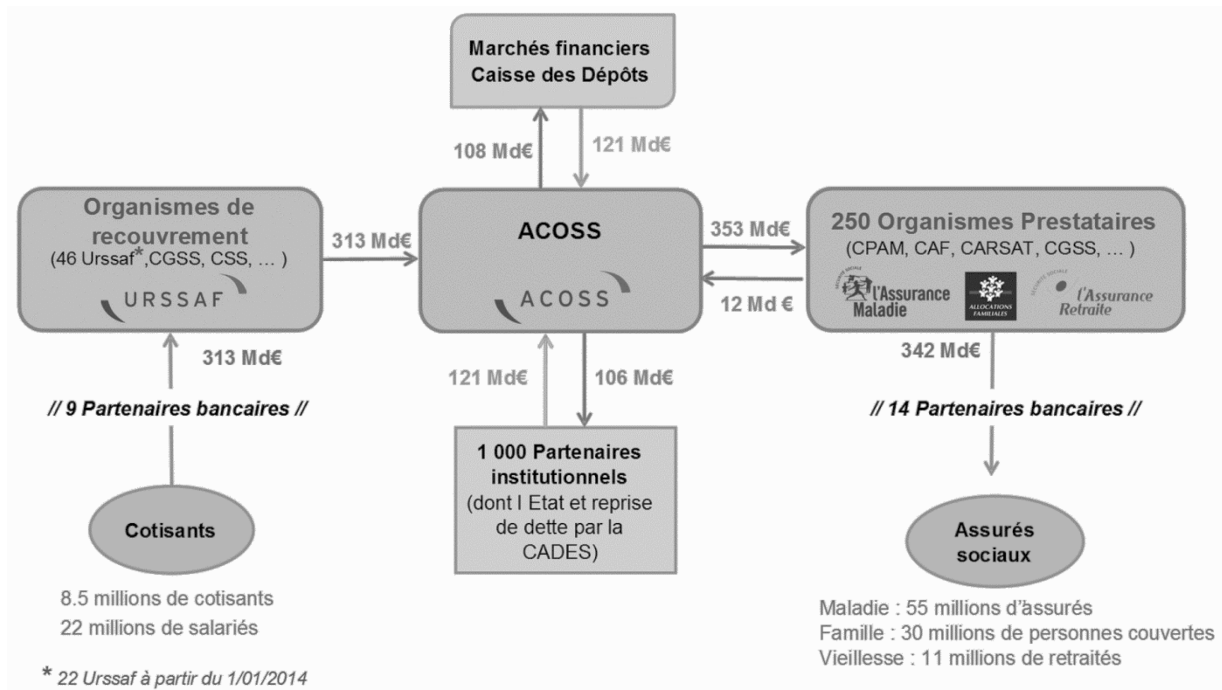 Marchés financiers
Caisse des Dépôts
108 Md€
121 Md€
Organismes de
recouvrement
(46 Urssaf*,CGSS, CSS, … )
URSSAF
313 Md€
ACOSS
ACOSS
353 Md€
12 Md €
250 Organismes Prestataires
(CPAM, CAF, CARSAT, CGSS, … )
l'Assurance
Maladie
ALLOCATIONS
FAMILIALES
l'Assurance
Retraite
313 Md€
121 Md€
106 Md€
342 Md€
// 9 Partenaires bancaires //
// 14 Partenaires bancaires //
1 000 Partenaires
institutionnels
(dont l Etat et reprise
de dette par la
CADES)
Cotisants
Assurés
sociaux
8.5 millions de cotisants
22 millions de salariés
Maladie : 55 millions d'assurés
Famille : 30 millions de personnes couvertes
Vieillesse : 11 millions de retraités
* 22 Urssaf à partir du 1/01/2014